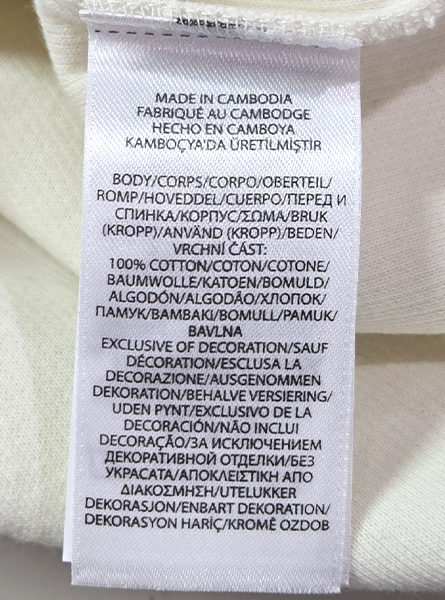 MADE IN CAMBODIA
FABRIQUÉ AU CAMBODGE
HECHO EN CAMBOYA
KAMBOÇYA'DA ÜRETİLMİŞTİR
BODY/CORPS/CORPO/OBERTEIL/
ROMP/HOVEDDEL/CUERPO/ПЕРЕД И
СПИНКА/КОРПУС/ΣΩΜΑ/BRUK
(KROPP)/ANVÄND (KROPP)/BEDEN/
VRCHNÍ ČÁST:
100% COTTON/COTON/COTONE/
BAUMWOLLE/KATOEN/BOMULD/
ALGODÓN/ALGODÃO/ХЛОПОК/
ПАМУК/ΒΑΜΒΑΚΙ/BOMULL/PAMUK/
BAVLNA
EXCLUSIVE OF DECORATION/SAUF
DÉCORATION/ESCLUSA LA
DECORAZIONE/AUSGENOMMEN
DEKORATION/BEHALVE VERSIERING/
UDEN PYNT/EXCLUSIVO DE LA
DECORACIÓN/NÃO INCLUI
DECORAÇÃO/ЗА ИСКЛЮЧЕНИЕМ
ДЕКОРАТИВНОЙ ОТДЕЛКИ/БЕЗ
УКРАСАТА/ΑΠΟΚΛΕΙΣΤΙΚΗ ΑΠΟ
ΔΙΑΚΟΣΜΗΣΗ/UTELUKKER
DEKORASJON/ENBART DEKORATION/
DEKORASYON HARİÇ/KROMĚ OZDOB